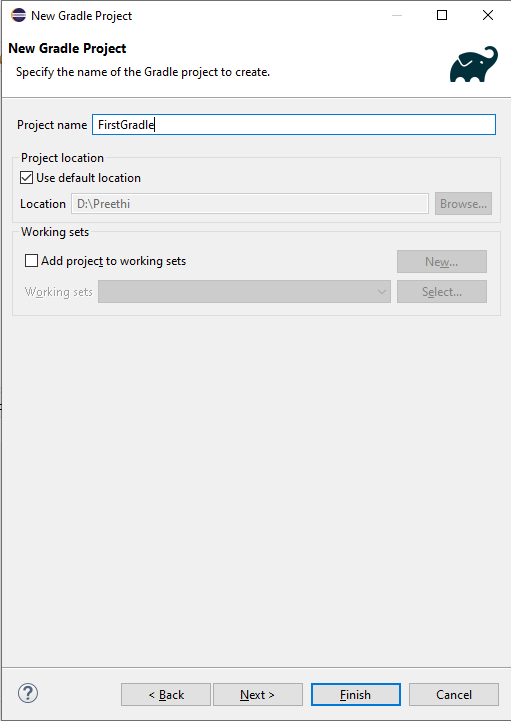 New Gradle Project
New Gradle Project
Specify the name of the Gradle project to create.
Project name FirstGradle
Project location
Use default location
Location D:\Preethi Browse...
Working sets
Add project to working sets New...
Working sets Select...
? < Back Next > Finish Cancel